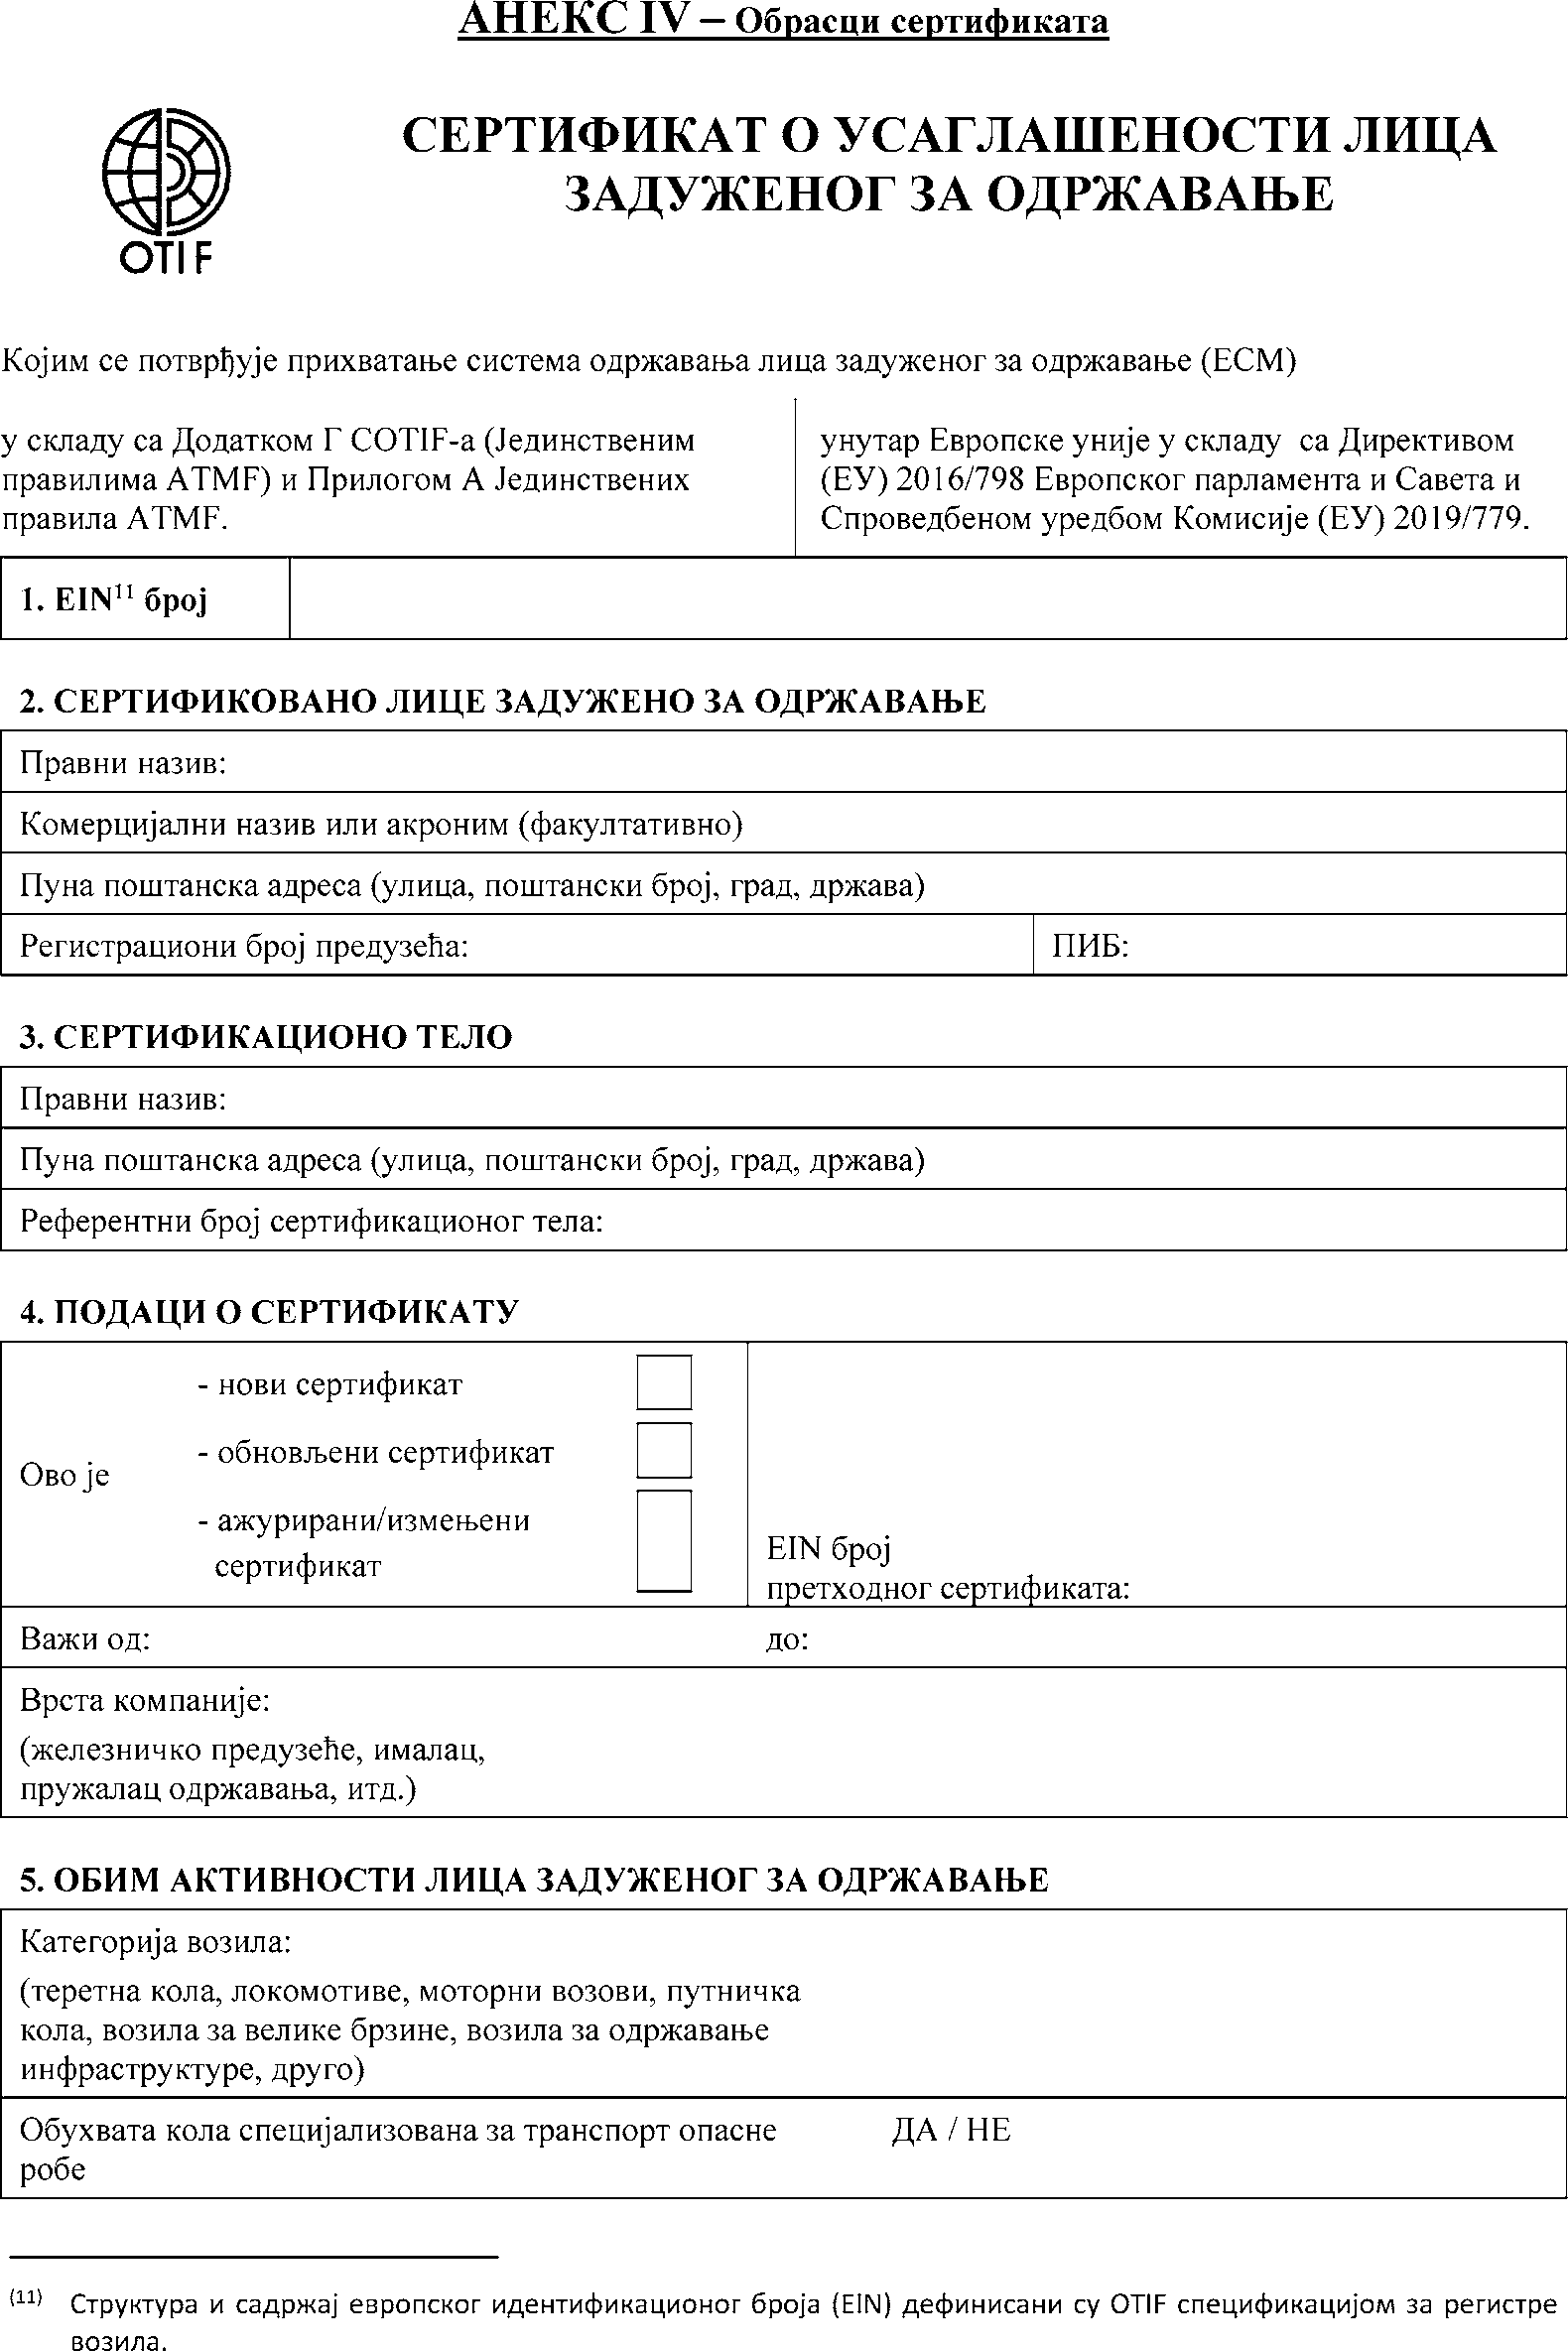 АНЕКС IV – Обрасци сертификата
СЕРТИФИКАТ О УСАГЛАШЕНОСТИ ЛИЦА
ЗАДУЖЕНОГ ЗА ОДРЖАВАЊЕ
OTIF
Којим се потврђује прихватање система одржавања лица задуженог за одржавање (ECM)
у складу са Додатком Г COTIF-a (Јединственим
правилима ATMF) и Прилогом А Јединствених
правила ATMF.
унутар Европске уније у складу са Директивом
(ЕУ) 2016/798 Европског парламента и Савета и
Спроведбеном уредбом Комисије (ЕУ) 2019/779.
1. EIN¹¹ број
2. СЕРТИФИКОВАНО ЛИЦЕ ЗАДУЖЕНО ЗА ОДРЖАВАЊЕ
Правни назив:
Комерцијални назив или акроним (факултативно)
Пуна поштанска адреса (улица, поштански број, град, држава)
Регистрациони број предузећа: ПИБ:
3. СЕРТИФИКАЦИОНО ТЕЛО
Правни назив:
Пуна поштанска адреса (улица, поштански број, град, држава)
Референтни број сертификационог тела:
4. ПОДАЦИ О СЕРТИФИКАТУ
Ово је
- нови сертификат
- обновљени сертификат
- ажурирани/измењени
сертификат
EIN број
претходног сертификата:
Важи од: до:
Врста компаније:
(железничко предузеће, ималац,
пружалац одржавања, итд.)
5. ОБИМ АКТИВНОСТИ ЛИЦА ЗАДУЖЕНОГ ЗА ОДРЖАВАЊЕ
Категорија возила:
(теретна кола, локомотиве, моторни возови, путничка
кола, возила за велике брзине, возила за одржавање
инфраструктуре, друго)
Обухвата кола специјализована за транспорт опасне
робе
ДА / НЕ
(11) Структура и садржај европског идентификационог броја (EIN) дефинисани су OTIF спецификацијом за регистре
возила.